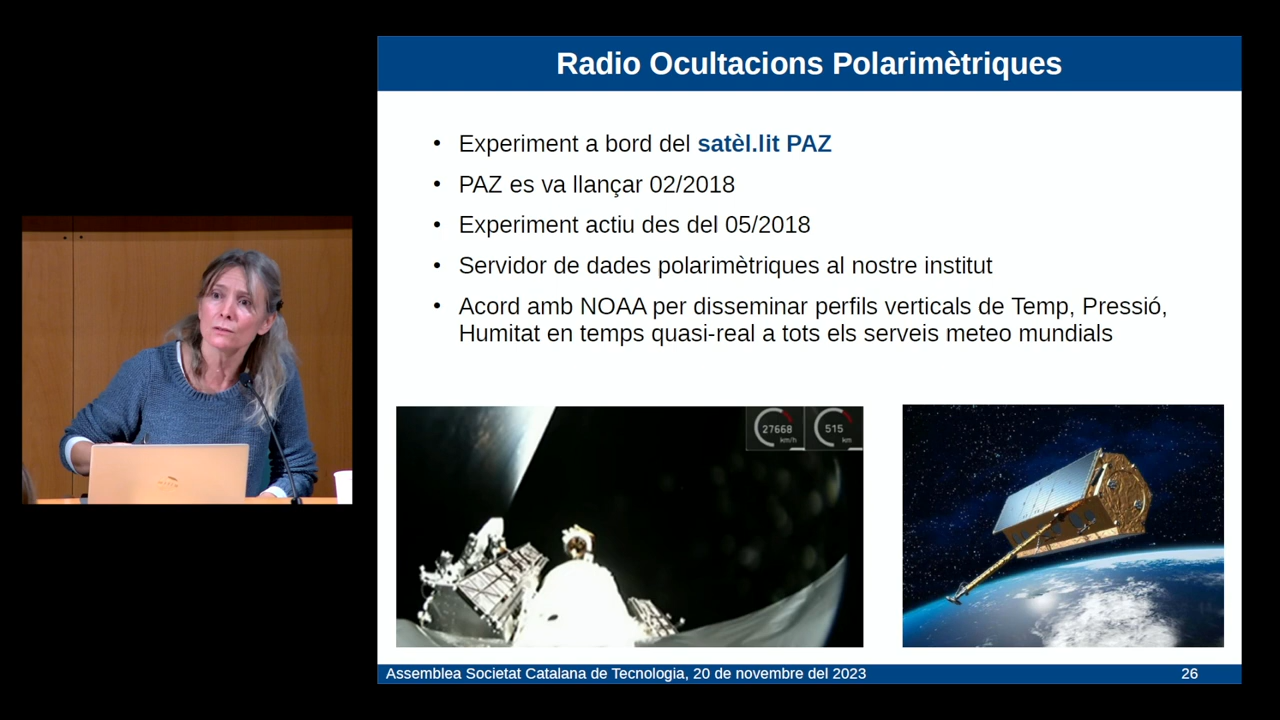 Radio Ocultacions Polarimètriques
• Experiment a bord del satèl.lit PAZ
• PAZ es va llançar 02/2018
• Experiment actiu des del 05/2018
• Servidor de dades polarimètriques al nostre institut
• Acord amb NOAA per disseminar perfils verticals de Temp, Pressió,
Humitat en temps quasi-real a tots els serveis meteo mundials
27668
km/h
515
km
Assemblea Societat Catalana de Tecnologia, 20 de novembre del 2023
26